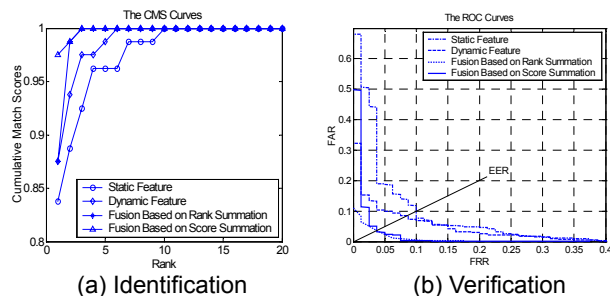 The CMS Curves
Cumulative Match Scores
1
0.95
0.9
0.85
0.8
0
5
10
15
20
Rank
Static Feature
Dynamic Feature
Fusion Based on Rank Summation
Fusion Based on Score Summation
(a) Identification
The ROC Curves
FAR
0.6
0.5
0.4
0.3
0.2
0.1
0
0
0.05
0.1
0.15
0.2
0.25
0.3
0.35
0.4
FRR
Static Feature
Dynamic Feature
Fusion Based on Rank Summation
Fusion Based on Score Summation
EER
(b) Verification